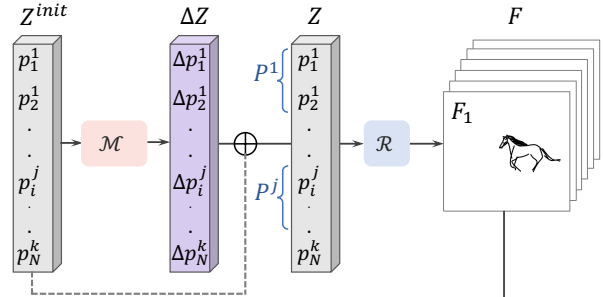 Z^{init} ΔZ Z F
p_1^1 Δp_1^1 P^1 p_1^1
p_2^1 Δp_2^1 p_2^1 F_1
. . .
ℳ ⊕ ℛ
. . .
p_i^j Δp_i^j P^j p_i^j
. . .
. . .
p_N^k Δp_N^k p_N^k